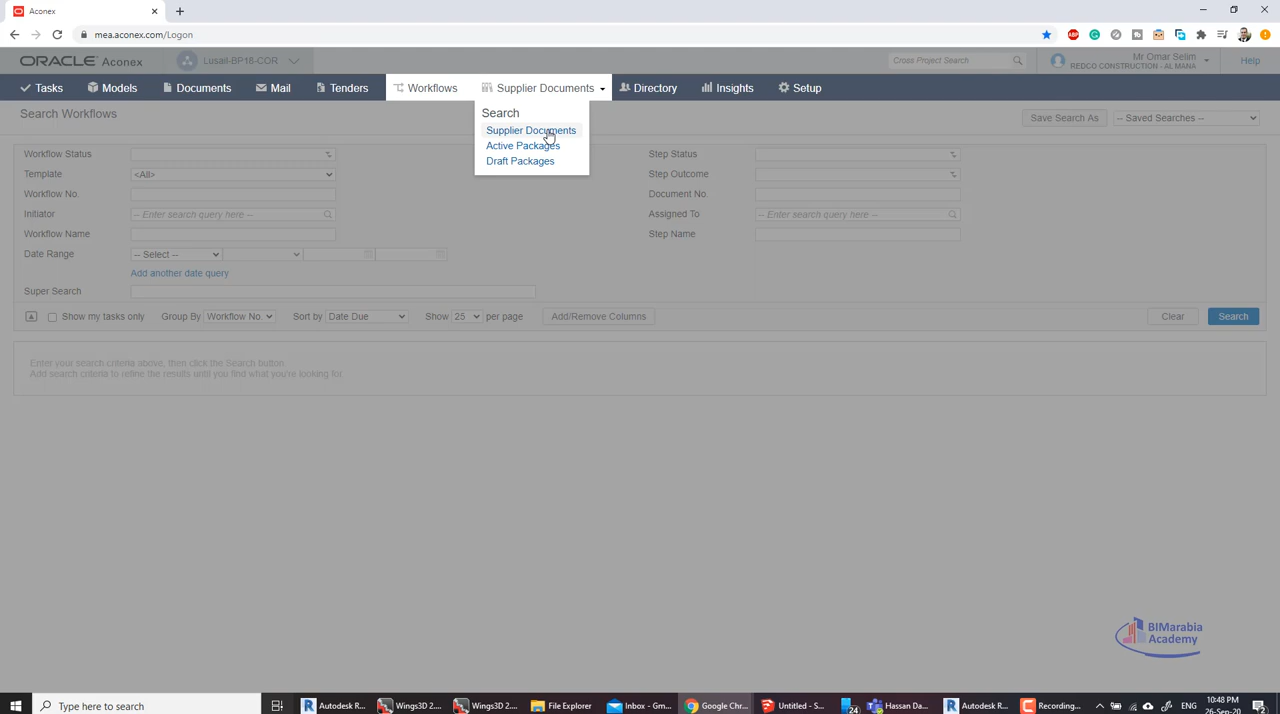 Aconex
mea.aconex.com/Logon
ABP
ORACLE Aconex
Lusail-BP18-COR
Cross Project Search
Mr Omar Selim
REDCO CONSTRUCTION - AL MANA
Help
Tasks Models Documents Mail Tenders Workflows Supplier Documents Directory Insights Setup
Search Workflows
Save Search As
-- Saved Searches --
Search
Supplier Documents
Active Packages
Draft Packages
Workflow Status
Step Status
Template <All>
Step Outcome
Workflow No.
Document No.
Initiator -- Enter search query here --
Assigned To -- Enter search query here --
Workflow Name
Step Name
Date Range -- Select --
Add another date query
Super Search
Show my tasks only Group By Workflow No. Sort by Date Due Show 25 per page Add/Remove Columns Clear Search
Enter your search criteria above, then click the Search button.
Add search criteria to refine the results until you find what you're looking for.
BIMarabia
Academy
Type here to search
Autodesk R...
Wings3D 2....
Wings3D 2....
File Explorer
Inbox - Gm...
Google Chr...
Untitled - S...
24
Hassan Da...
Autodesk R...
Recording...
ENG
10:48 PM
26-Sep-20
2